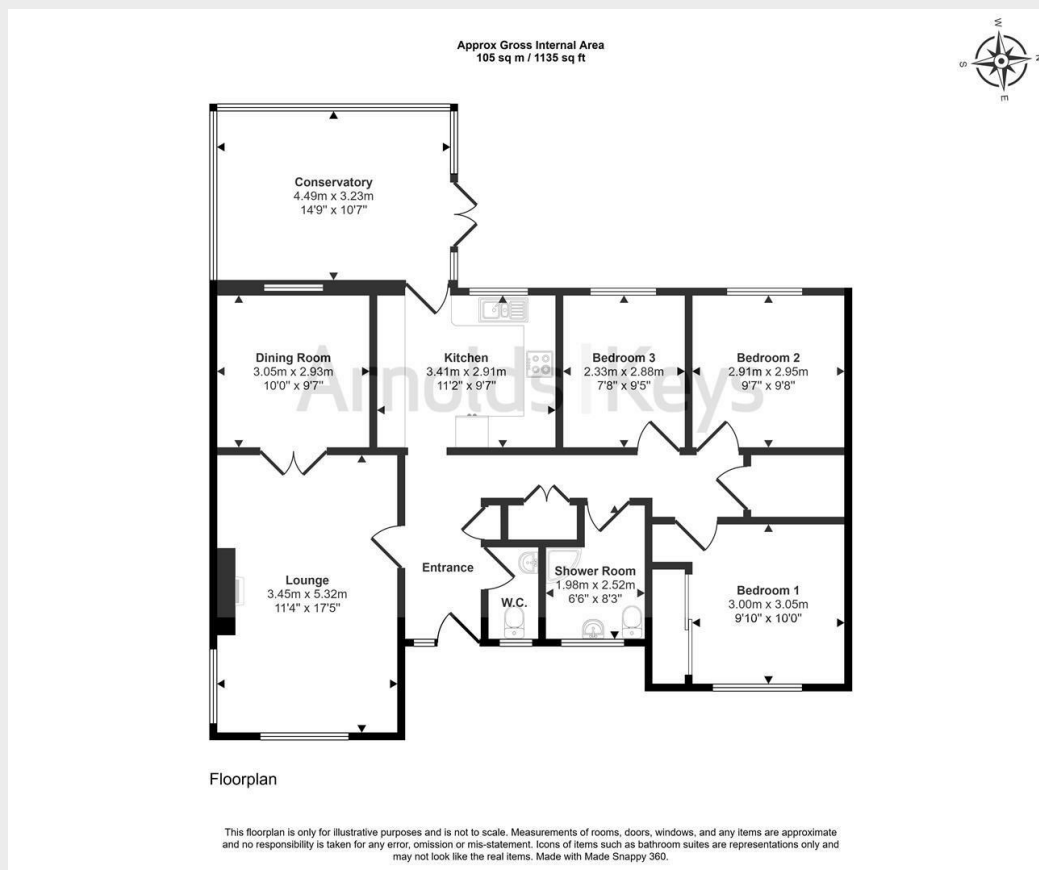 Approx Gross Internal Area
105 sq m / 1135 sq ft
W
S
N
E
Conservatory
4.49m x 3.23m
14'9" x 10'7"
Dining Room
3.05m x 2.93m
10'0" x 9'7"
Kitchen
3.41m x 2.91m
11'2" x 9'7"
Bedroom 3
2.33m x 2.88m
7'8" x 9'5"
Bedroom 2
2.91m x 2.95m
9'7" x 9'8"
Arnolds | Keys
Lounge
3.45m x 5.32m
11'4" x 17'5"
Entrance
W.C.
Shower Room
1.98m x 2.52m
6'6" x 8'3"
Bedroom 1
3.00m x 3.05m
9'10" x 10'0"
Floorplan
This floorplan is only for illustrative purposes and is not to scale. Measurements of rooms, doors, windows, and any items are approximate
and no responsibility is taken for any error, omission or mis-statement. Icons of items such as bathroom suites are representations only and
may not look like the real items. Made with Made Snappy 360.